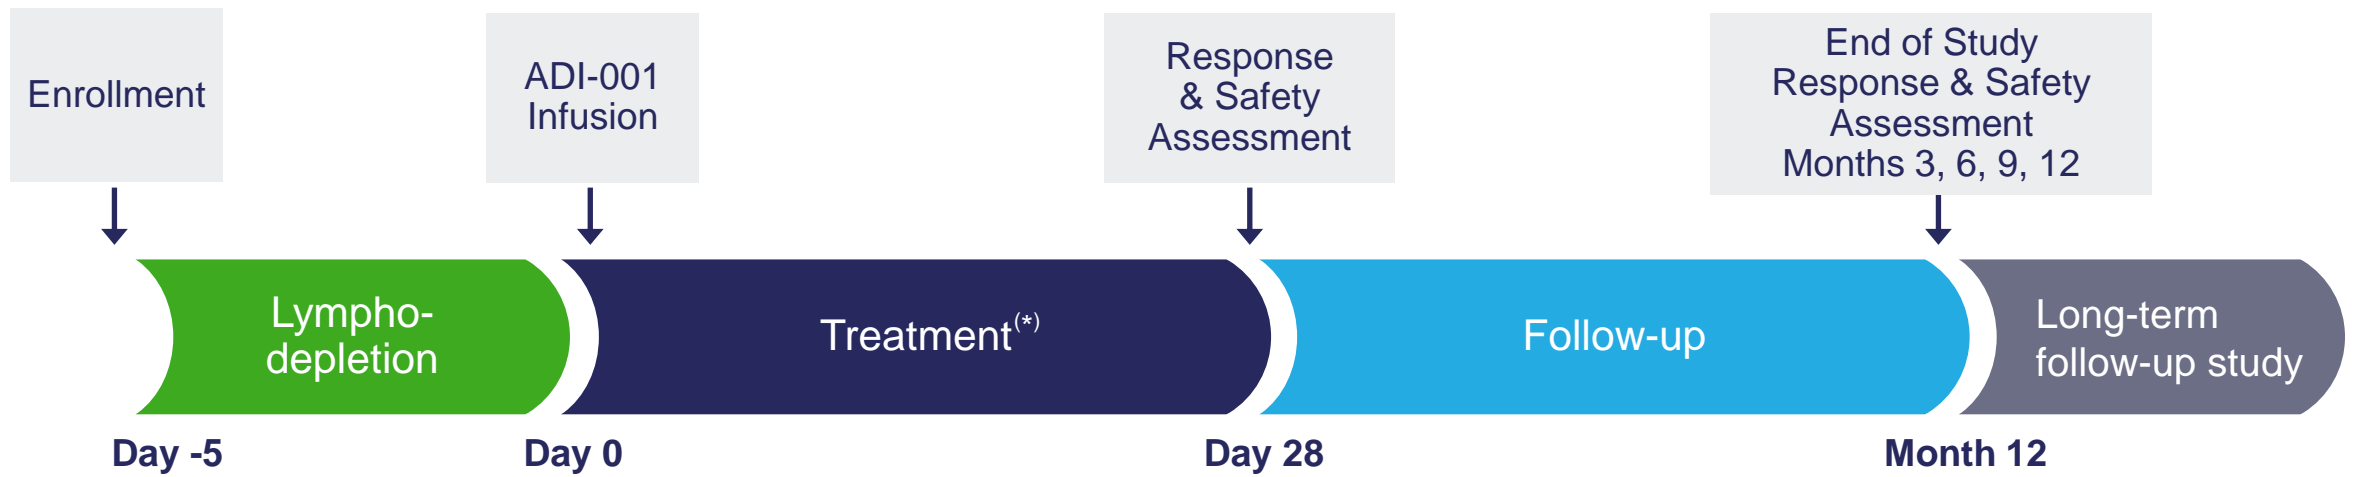 Enrollment
ADI-001
Infusion
Response
& Safety
Assessment
End of Study
Response & Safety
Assessment
Months 3, 6, 9, 12
Lympho-
depletion
Treatment(*)
Follow-up
Long-term
follow-up study
Day -5
Day 0
Day 28
Month 12